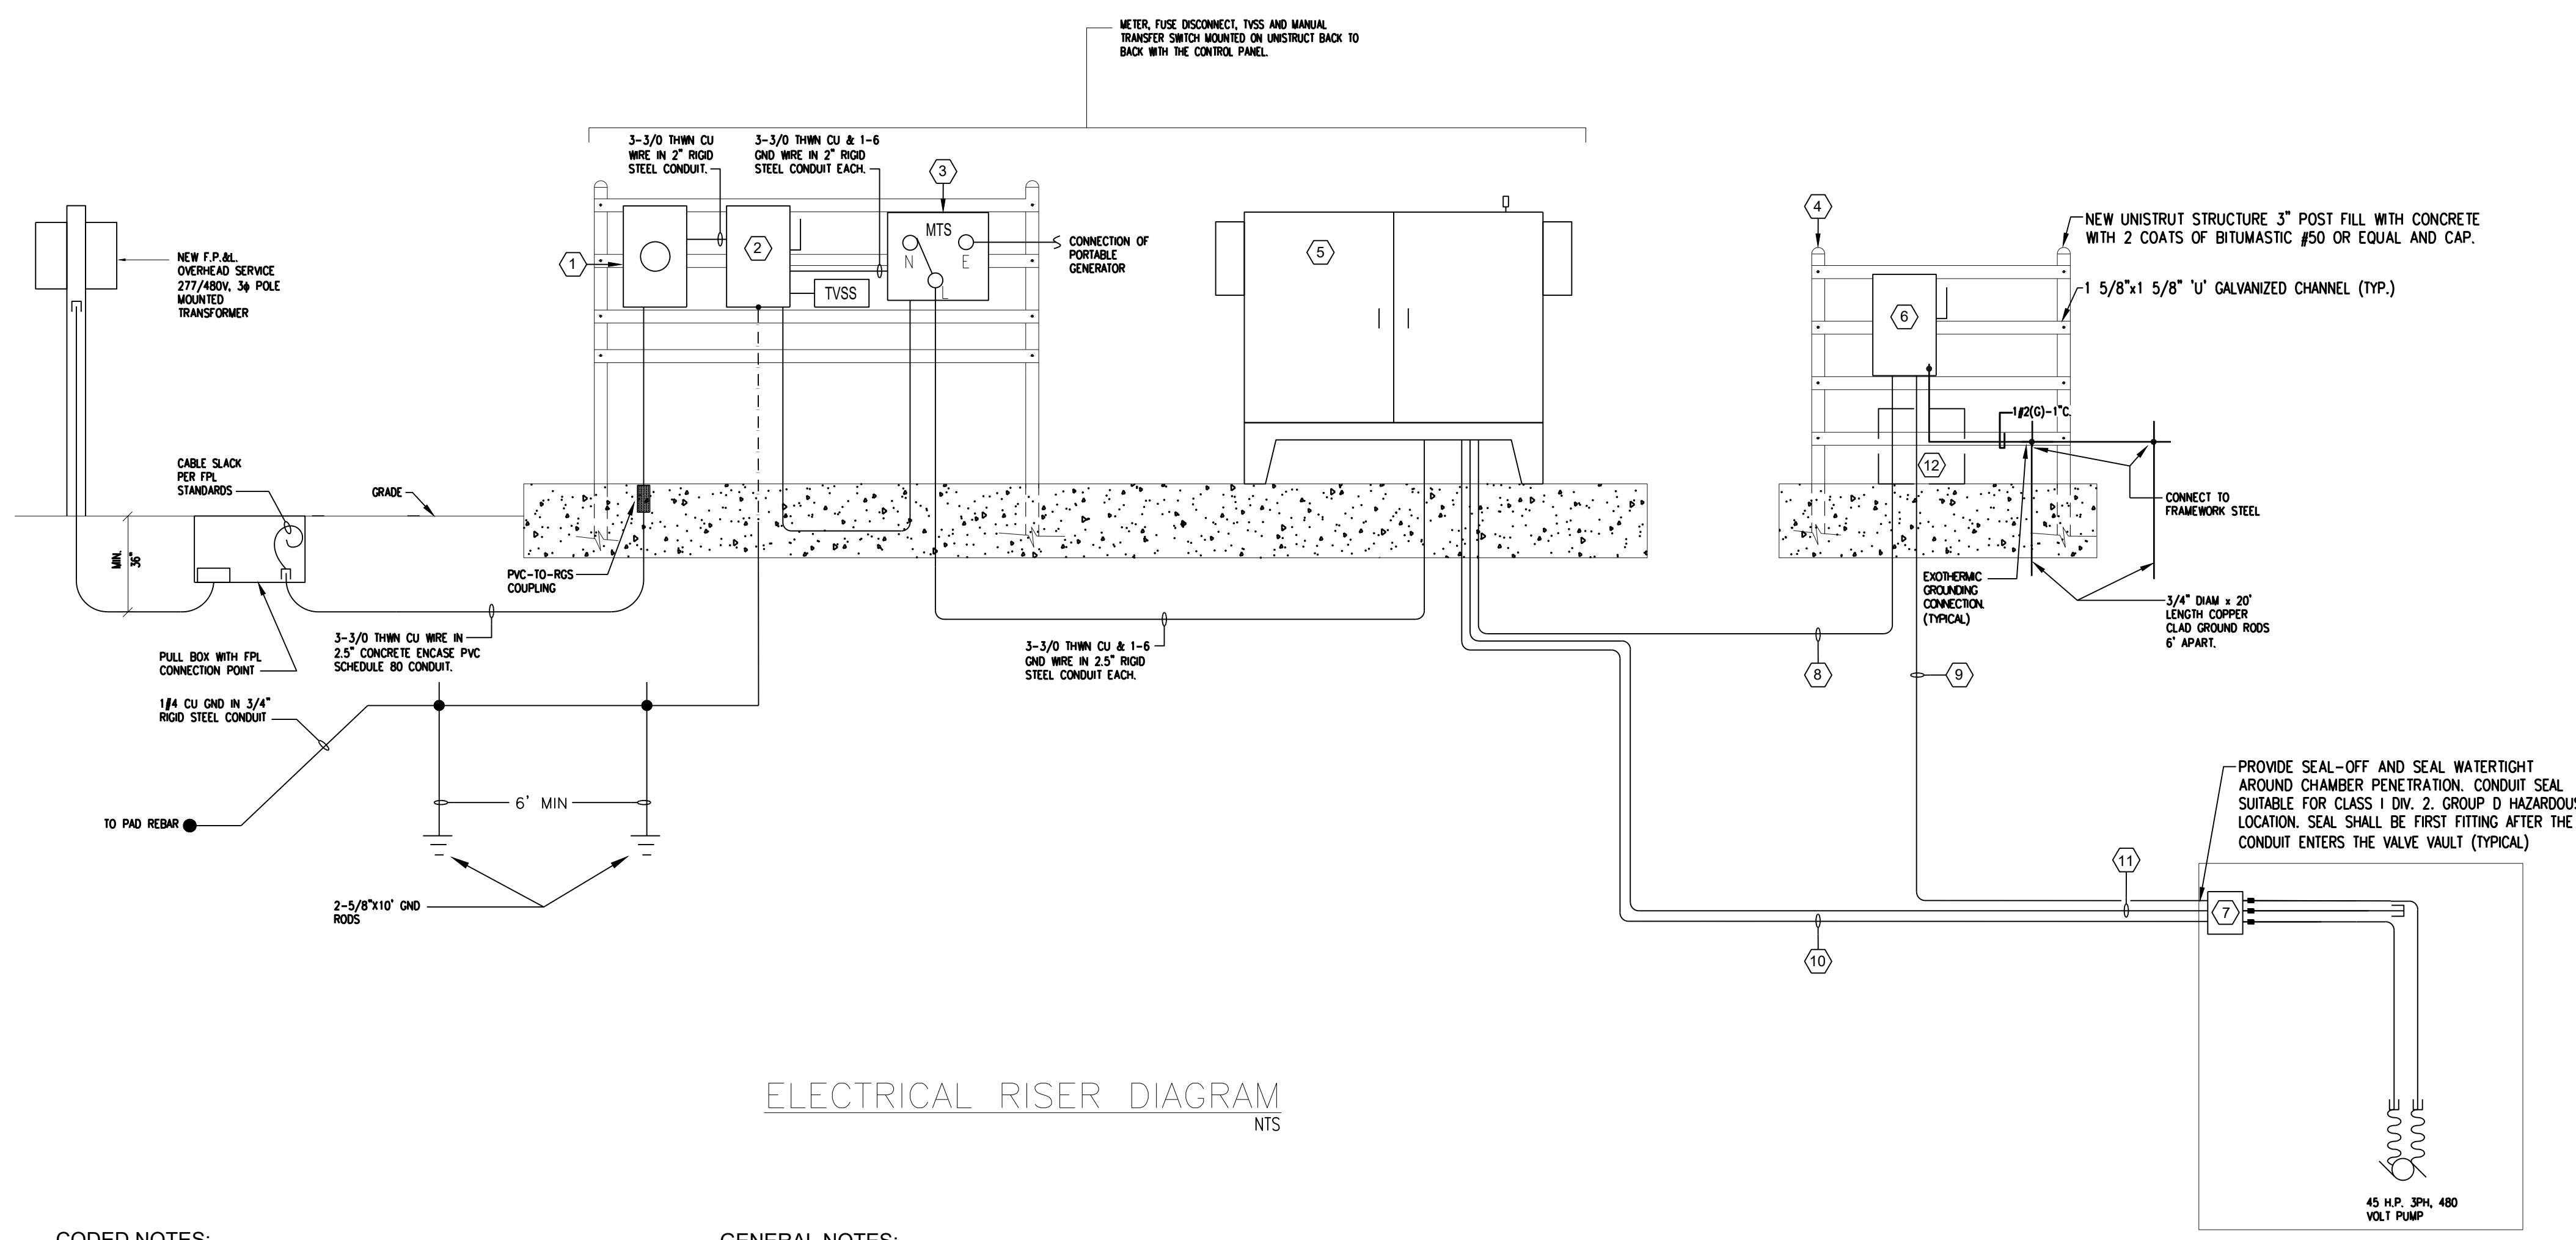 METER, FUSE DISCONNECT, TVSS AND MANUAL
TRANSFER SWITCH MOUNTED ON UNISTRUCT BACK TO
BACK WITH THE CONTROL PANEL.
3-3/0 THWN CU
WIRE IN 2" RIGID
STEEL CONDUIT.
3-3/0 THWN CU & 1-6
GND WIRE IN 2" RIGID
STEEL CONDUIT EACH.
3
1
2
MTS
N
E
L
TVSS
CONNECTION OF
PORTABLE
GENERATOR
5
4
6
NEW UNISTRUT STRUCTURE 3" POST FILL WITH CONCRETE
WITH 2 COATS OF BITUMASTIC #50 OR EQUAL AND CAP.
1 5/8"x1 5/8" 'U' GALVANIZED CHANNEL (TYP.)
NEW F.P.&L.
OVERHEAD SERVICE
277/480V, 3ϕ POLE
MOUNTED
TRANSFORMER
CABLE SLACK
PER FPL
STANDARDS
GRADE
MIN.
36"
1#2(G)-1"C.
12
CONNECT TO
FRAMEWORK STEEL
PVC-TO-RGS
COUPLING
EXOTHERMIC
GROUNDING
CONNECTION.
(TYPICAL)
3/4" DIAM x 20'
LENGTH COPPER
CLAD GROUND RODS
6' APART.
PULL BOX WITH FPL
CONNECTION POINT
3-3/0 THWN CU WIRE IN
2.5" CONCRETE ENCASE PVC
SCHEDULE 80 CONDUIT.
3-3/0 THWN CU & 1-6
GND WIRE IN 2.5" RIGID
STEEL CONDUIT EACH.
8
9
1#4 CU GND IN 3/4"
RIGID STEEL CONDUIT
6' MIN
TO PAD REBAR
2-5/8"X10' GND
RODS
PROVIDE SEAL-OFF AND SEAL WATERTIGHT
AROUND CHAMBER PENETRATION. CONDUIT SEAL
SUITABLE FOR CLASS I DIV. 2. GROUP D HAZARDOUS
LOCATION. SEAL SHALL BE FIRST FITTING AFTER THE
CONDUIT ENTERS THE VALVE VAULT (TYPICAL)
11
7
10
ELECTRICAL RISER DIAGRAM
NTS
45 H.P. 3PH, 480
VOLT PUMP
CODED NOTES:
GENERAL NOTES: